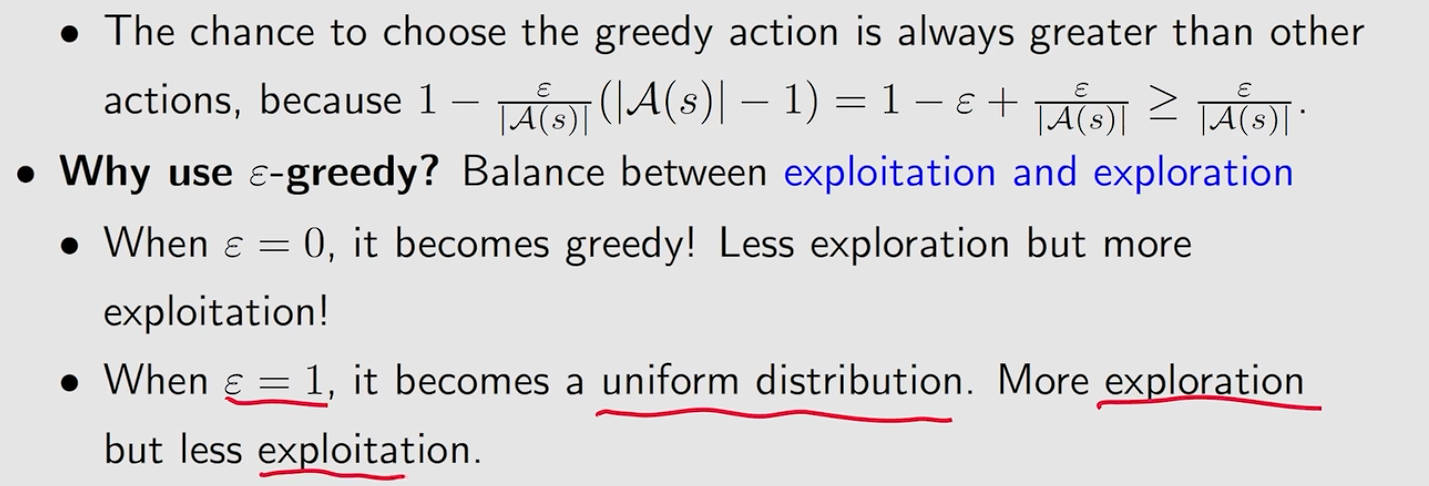 • The chance to choose the greedy action is always greater than other
actions, because $1 - \frac{\varepsilon}{|\mathcal{A}(s)|}(|\mathcal{A}(s)| - 1) = 1 - \varepsilon + \frac{\varepsilon}{|\mathcal{A}(s)|} \geq \frac{\varepsilon}{|\mathcal{A}(s)|}$.
• Why use ε-greedy? Balance between exploitation and exploration
• When ε = 0, it becomes greedy! Less exploration but more
exploitation!
• When ε = 1, it becomes a uniform distribution. More exploration
but less exploitation.